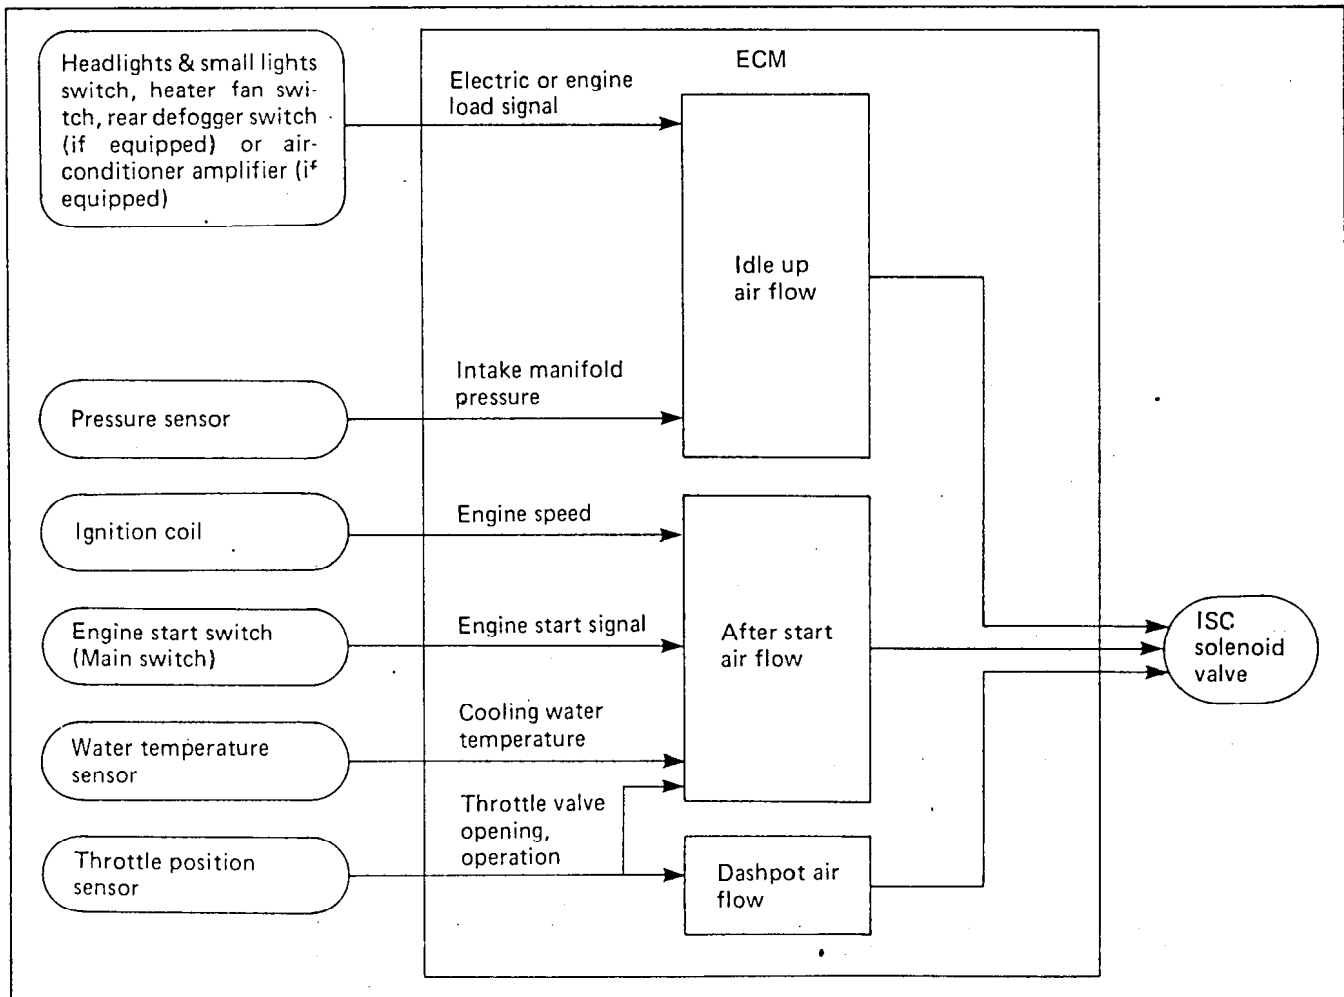 ECM
Headlights & small lights
switch, heater fan swi-
tch, rear defogger switch
(if equipped) or air-
conditioner amplifier (if
equipped)
Electric or engine
load signal
Idle up
air flow
Pressure sensor
Intake manifold
pressure
Ignition coil
Engine speed
Engine start switch
(Main switch)
Engine start signal
After start
air flow
ISC
solenoid
valve
Water temperature
sensor
Cooling water
temperature
Throttle position
sensor
Throttle valve
opening,
operation
Dashpot air
flow